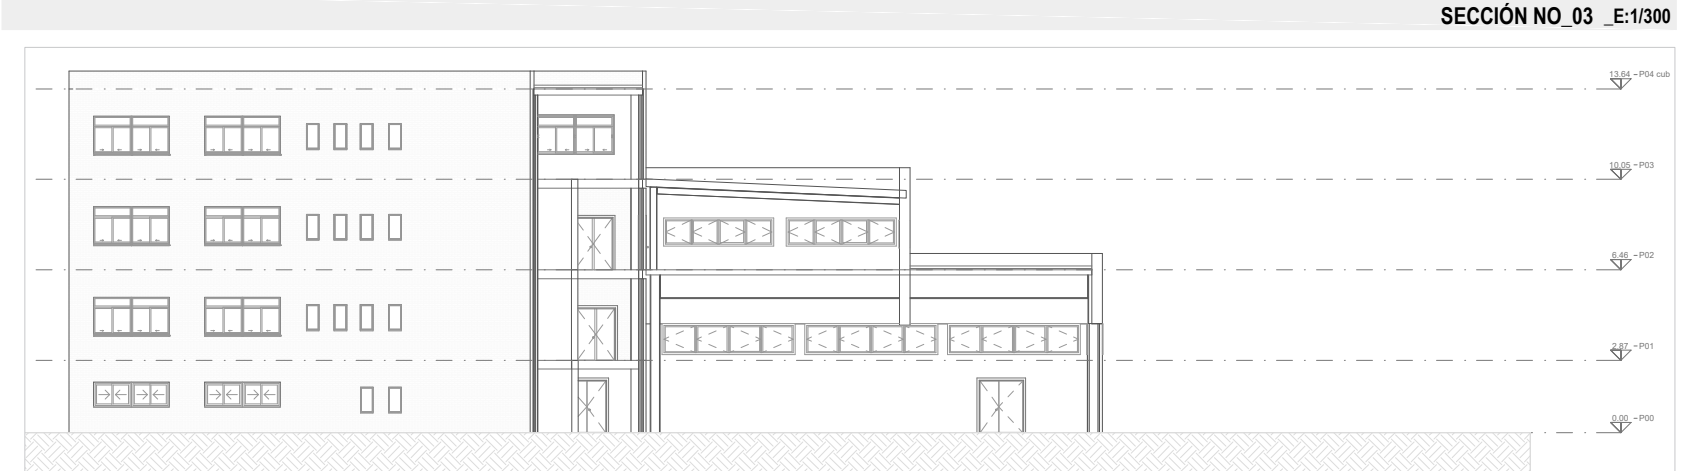 SECCIÓN NO_03 _E:1/300
13.64 - P04 cub
10.05 - P03
6.46 - P02
2.87 - P01
0.00 - P00